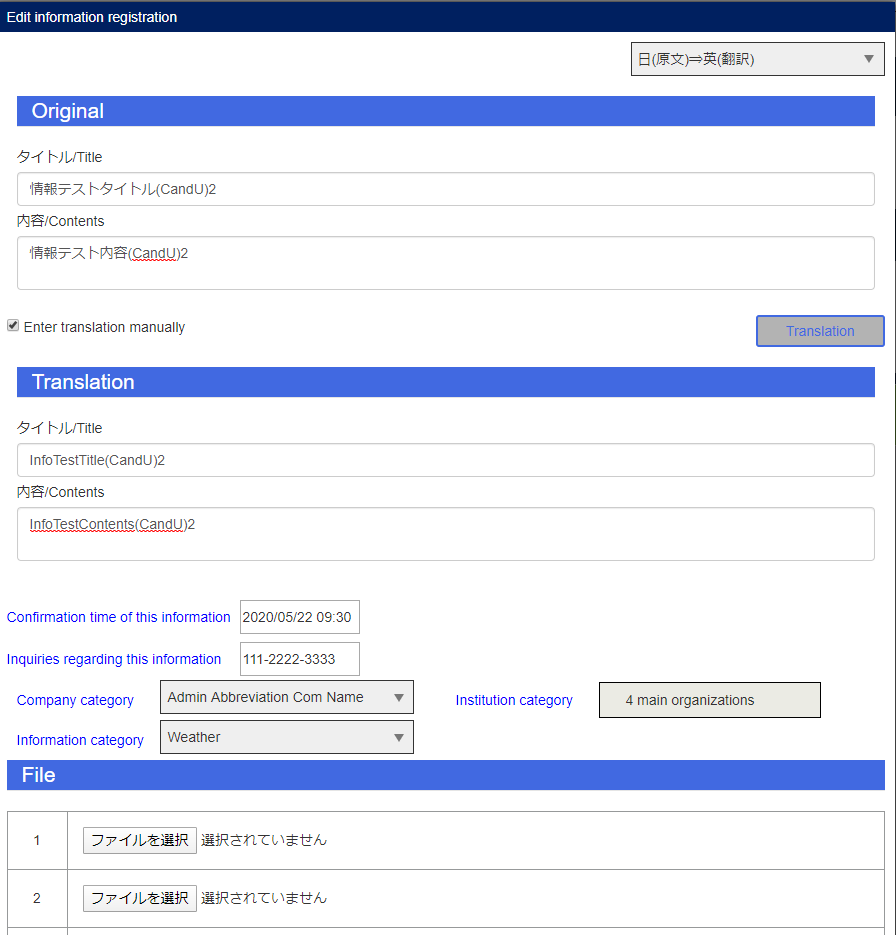 Edit information registration
日(原文)⇒英(翻訳)
Original
タイトル/Title
情報テストタイトル(CandU)2
内容/Contents
情報テスト内容(CandU)2
Enter translation manually
Translation
Translation
タイトル/Title
InfoTestTitle(CandU)2
内容/Contents
InfoTestContents(CandU)2
Confirmation time of this information 2020/05/22 09:30
Inquiries regarding this information 111-2222-3333
Company category Admin Abbreviation Com Name Institution category 4 main organizations
Information category Weather
File
1 ファイルを選択 選択されていません
2 ファイルを選択 選択されていません